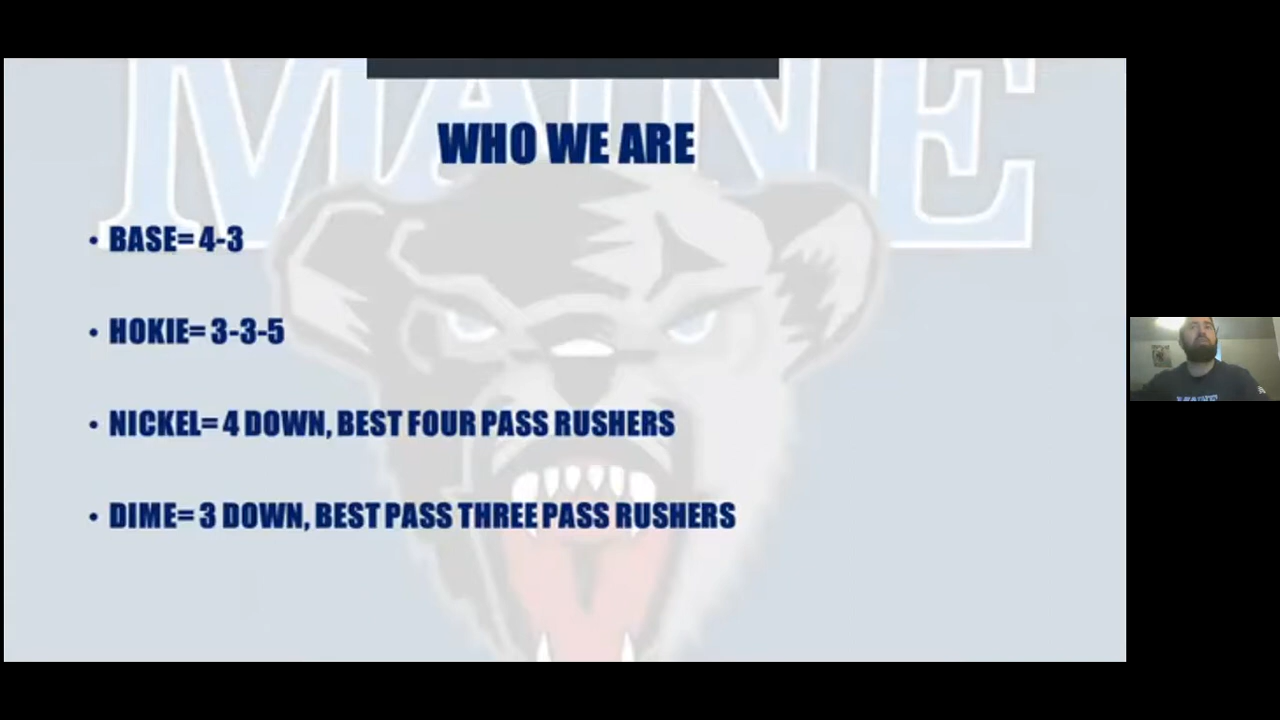 MAINE
WHO WE ARE
• BASE= 4-3
• HOKIE= 3-3-5
• NICKEL= 4 DOWN, BEST FOUR PASS RUSHERS
• DIME= 3 DOWN, BEST PASS THREE PASS RUSHERS
MAINE